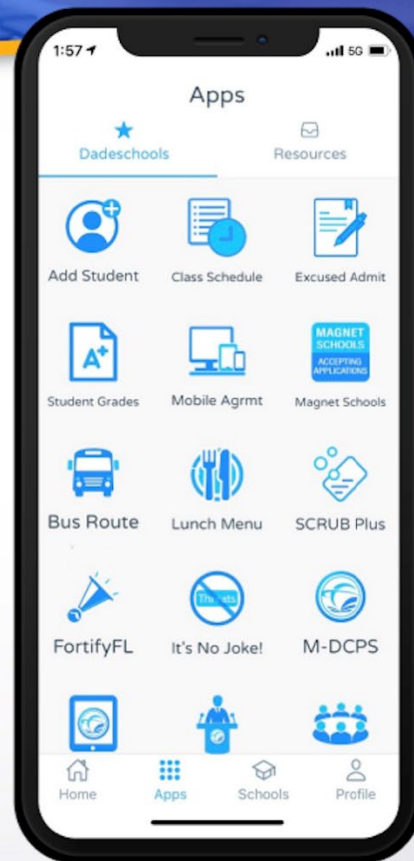 1:57
5G
Apps
Dadeschools
Resources
Add Student
Class Schedule
Excused Admit
A+
MAGNET
SCHOOLS
ACCEPTING
APPLICATIONS
Student Grades
Mobile Agrmt
Magnet Schools
Bus Route
Lunch Menu
SCRUB Plus
Threats
FortifyFL
It's No Joke!
M-DCPS
Home
Apps
Schools
Profile